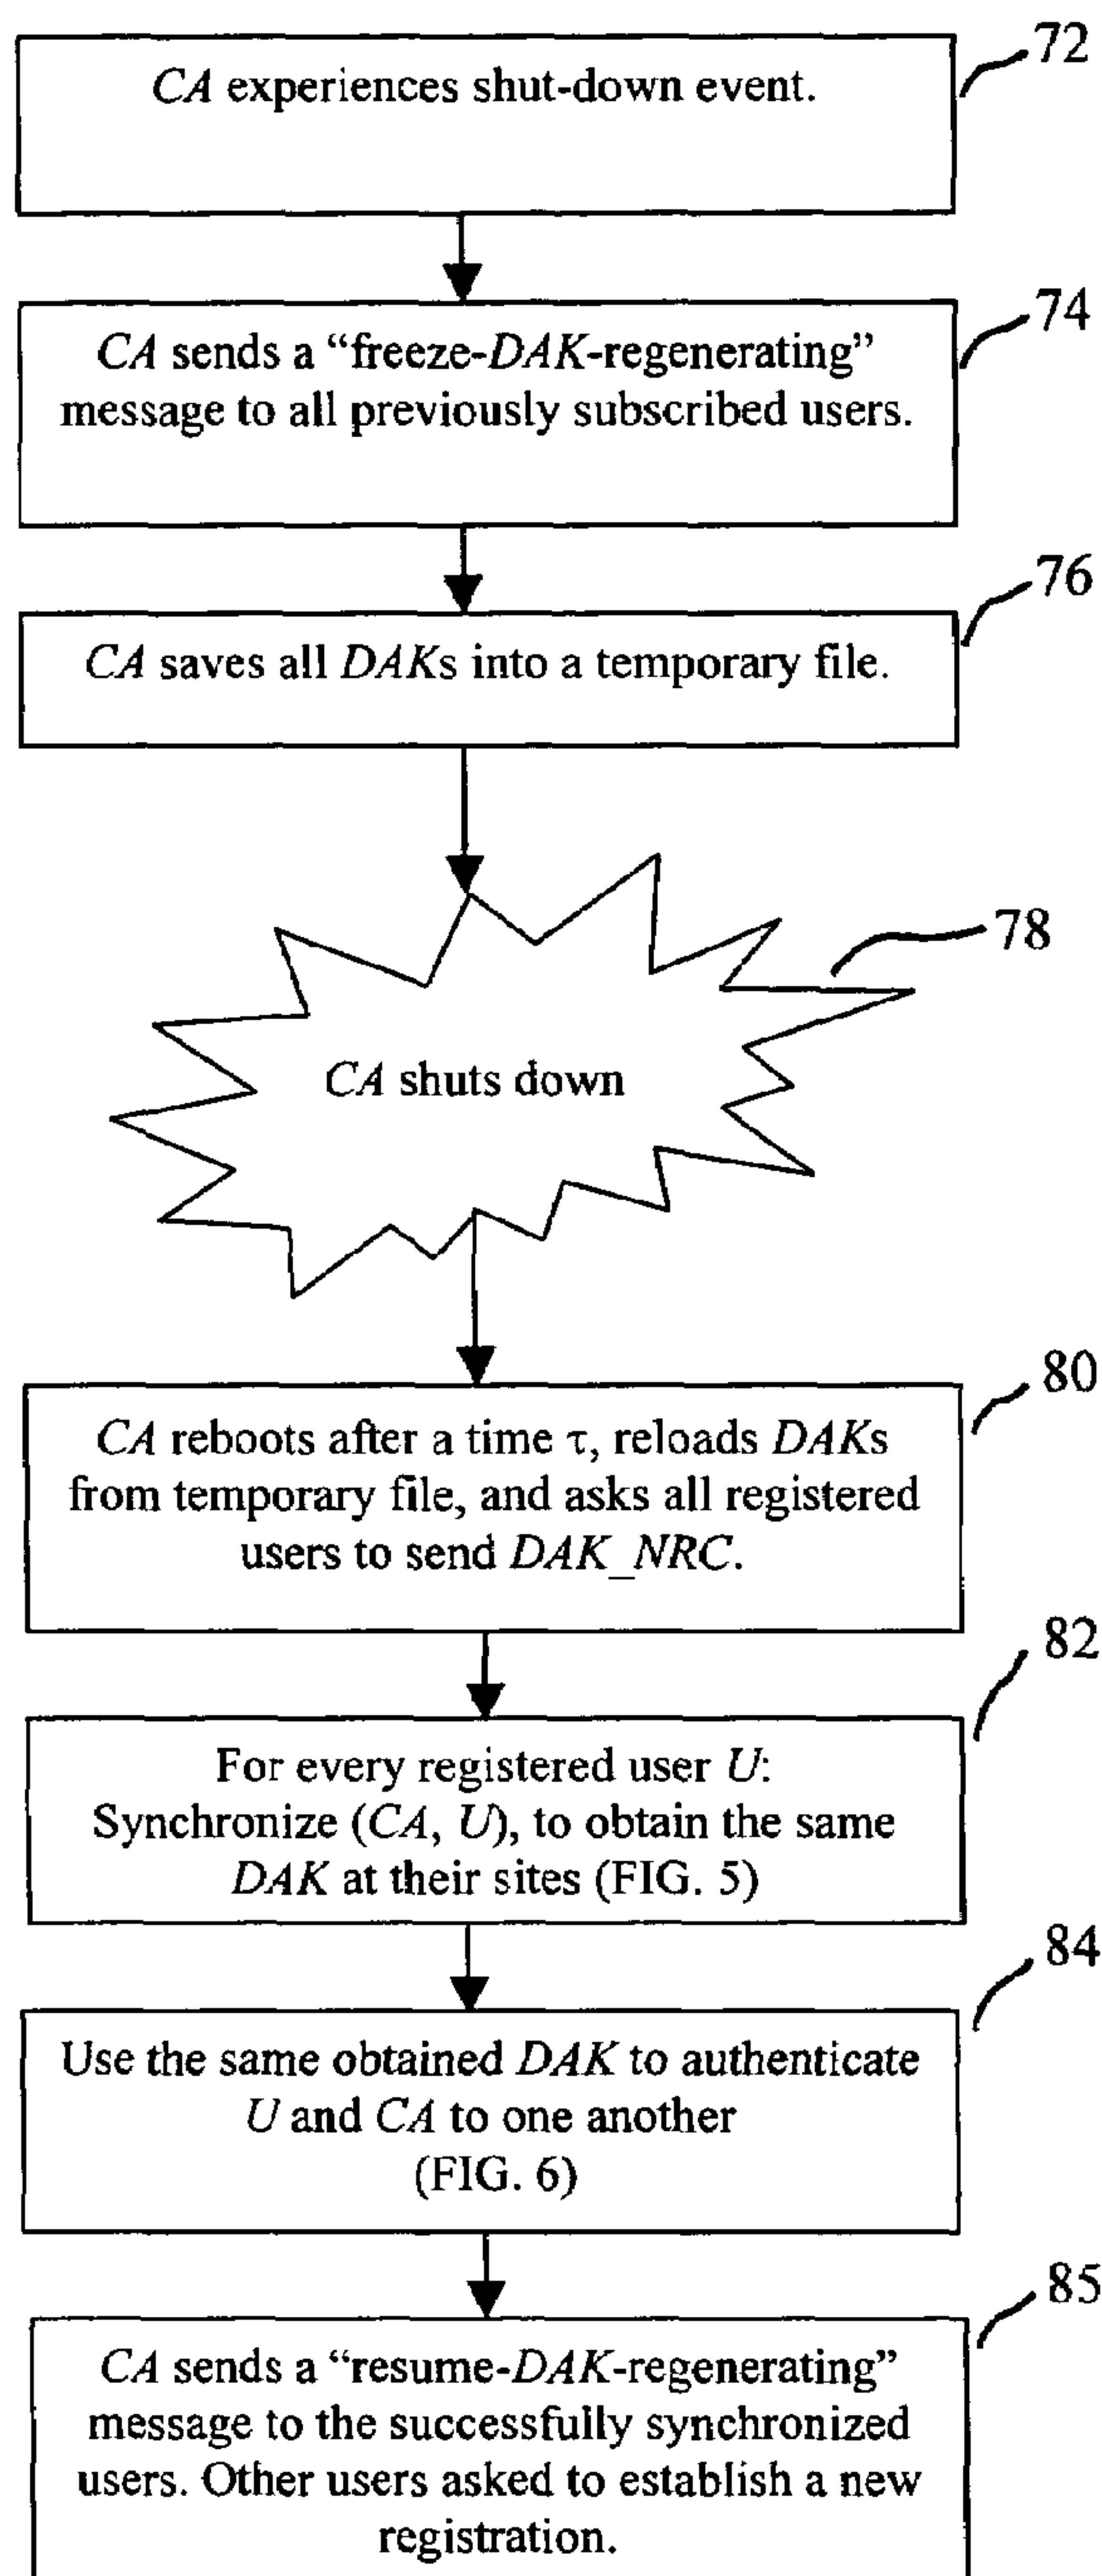 72
CA experiences shut-down event.
74
CA sends a “freeze-DAK-regenerating”
message to all previously subscribed users.
76
CA saves all DAKs into a temporary file.
78
CA shuts down
80
CA reboots after a time τ, reloads DAKs
from temporary file, and asks all registered
users to send DAK_NRC.
82
For every registered user U:
Synchronize (CA, U), to obtain the same
DAK at their sites (FIG. 5)
84
Use the same obtained DAK to authenticate
U and CA to one another
(FIG. 6)
85
CA sends a “resume-DAK-regenerating”
message to the successfully synchronized
users. Other users asked to establish a new
registration.